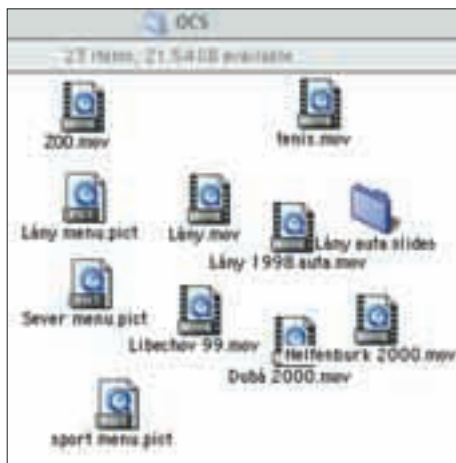 OCS
23 items, 21.54 GB available
ZOO.mov
tenis.mov
Lány menu.pict
Lány.mov
Lány auta slides
Lány 1998.auta.mov
Sever menu.pict
Libechov 99.mov
Helfenburk 2000.mov
Dubá 2000.mov
sport menu.pict